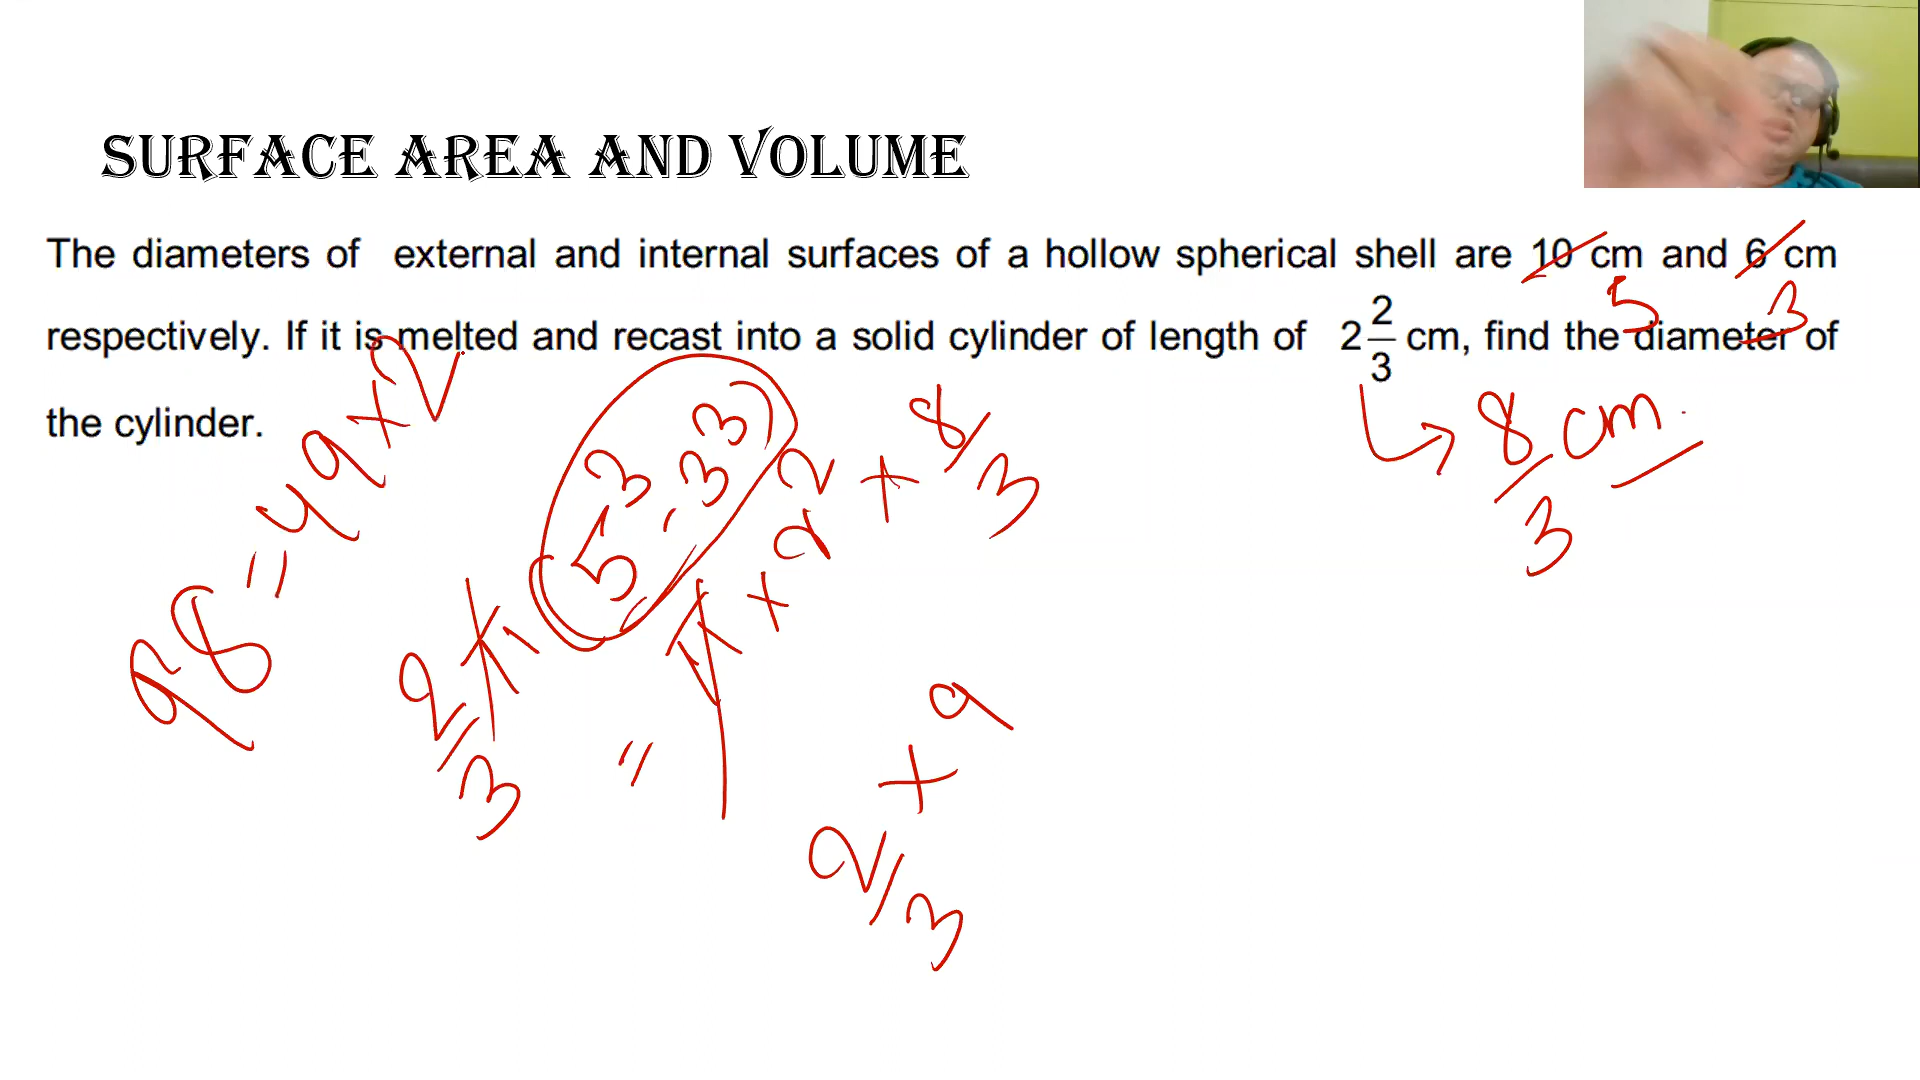 SURFACE AREA AND VOLUME
The diameters of external and internal surfaces of a hollow spherical shell are 10 cm and 6 cm
5 3
respectively. If it is melted and recast into a solid cylinder of length of 2 2/3 cm, find the diameter of
the cylinder.
8/3 cm.
98 = 49 × 2
2/3 π (5³ - 3³)
= π × r² × 8/3
2/3 × 9